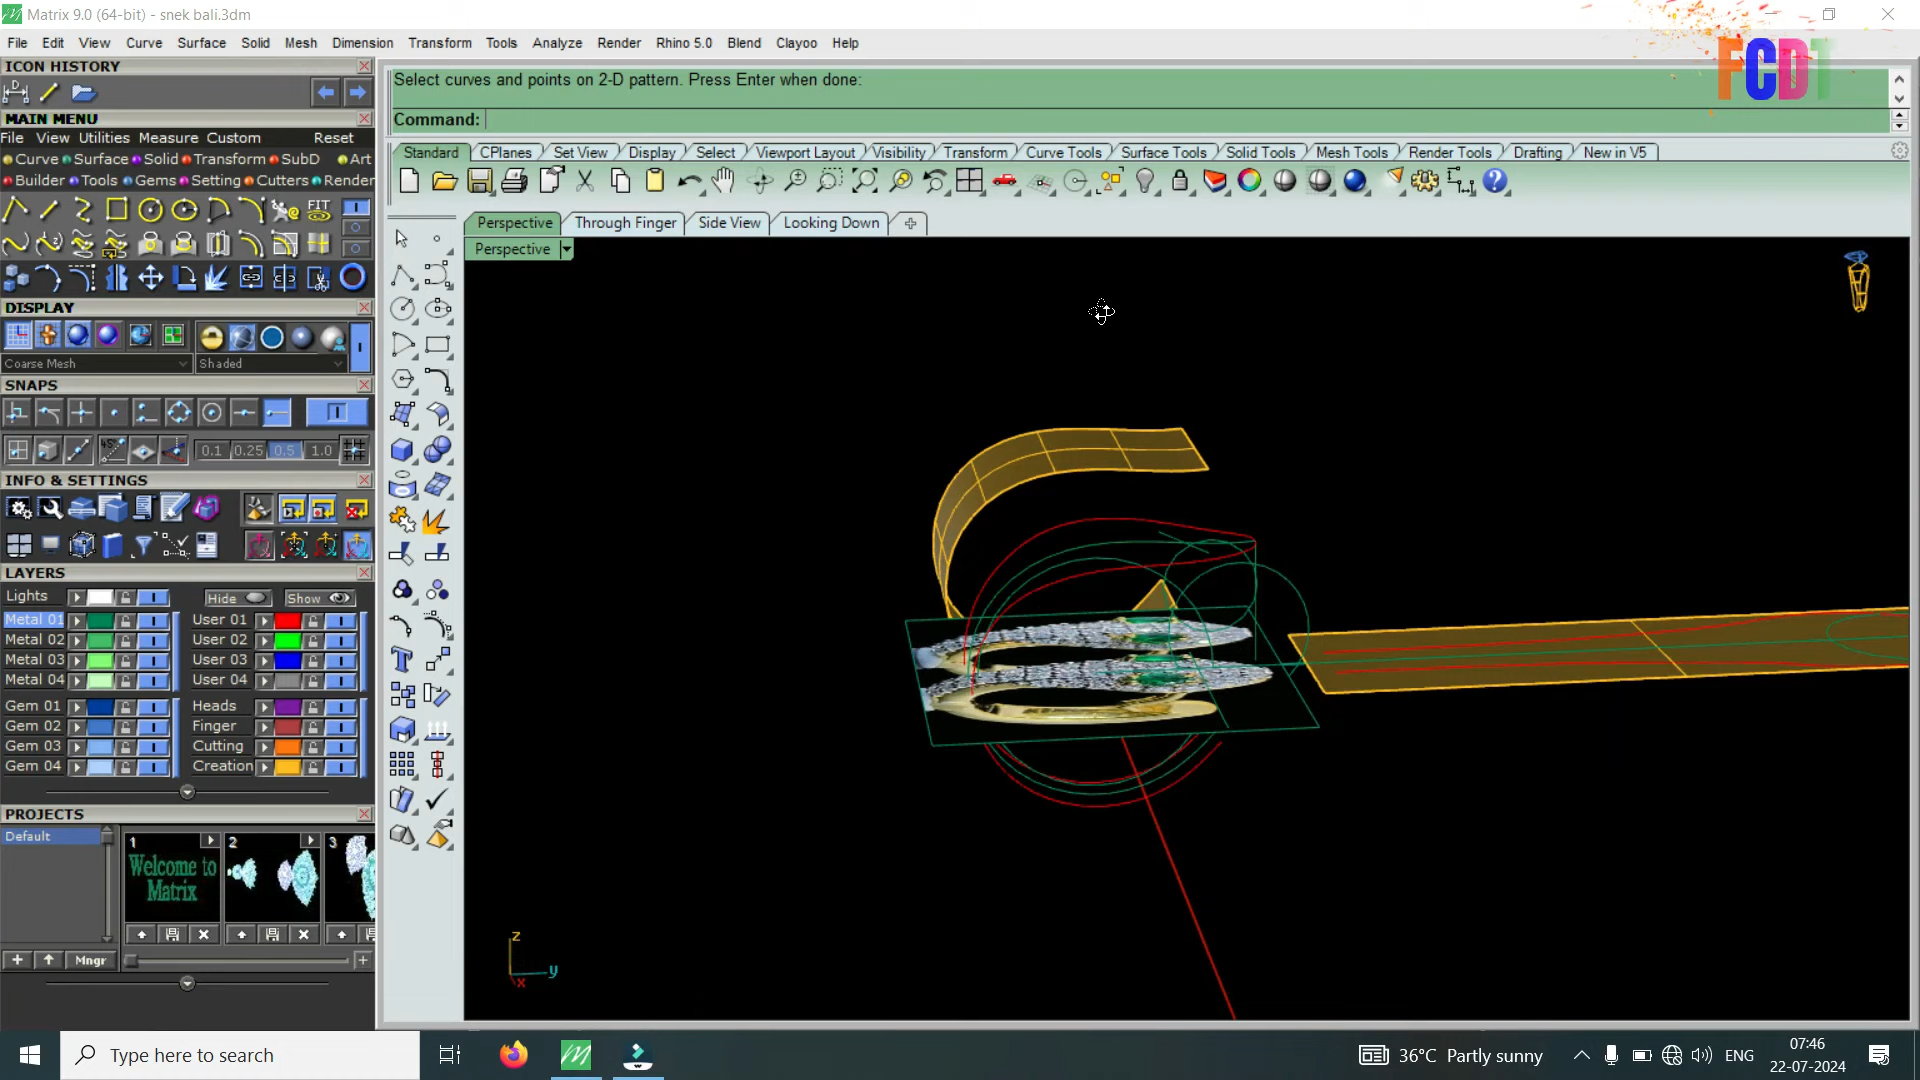 Matrix 9.0 (64-bit) - snek bali.3dm
FCDT
File Edit View Curve Surface Solid Mesh Dimension Transform Tools Analyze Render Rhino 5.0 Blend Clayoo Help
ICON HISTORY
Select curves and points on 2-D pattern. Press Enter when done:
Command:
MAIN MENU
File View Utilities Measure Custom Reset
Curve Surface Solid Transform SubD Art
Builder Tools Gems Setting Cutters Render
Standard CPlanes Set View Display Select Viewport Layout Visibility Transform Curve Tools Surface Tools Solid Tools Mesh Tools Render Tools Drafting New in V5
FIT
Perspective Through Finger Side View Looking Down
Perspective
DISPLAY
Coarse Mesh Shaded
SNAPS
0.1 0.25 0.5 1.0
INFO & SETTINGS
LAYERS
Lights Hide Show
Metal 01 User 01
Metal 02 User 02
Metal 03 User 03
Metal 04 User 04
Gem 01 Heads
Gem 02 Finger
Gem 03 Cutting
Gem 04 Creation
PROJECTS
Default
1 2 3
Welcome to
Matrix
Mngr
z
y
x
Type here to search
36°C Partly sunny
ENG
07:46
22-07-2024